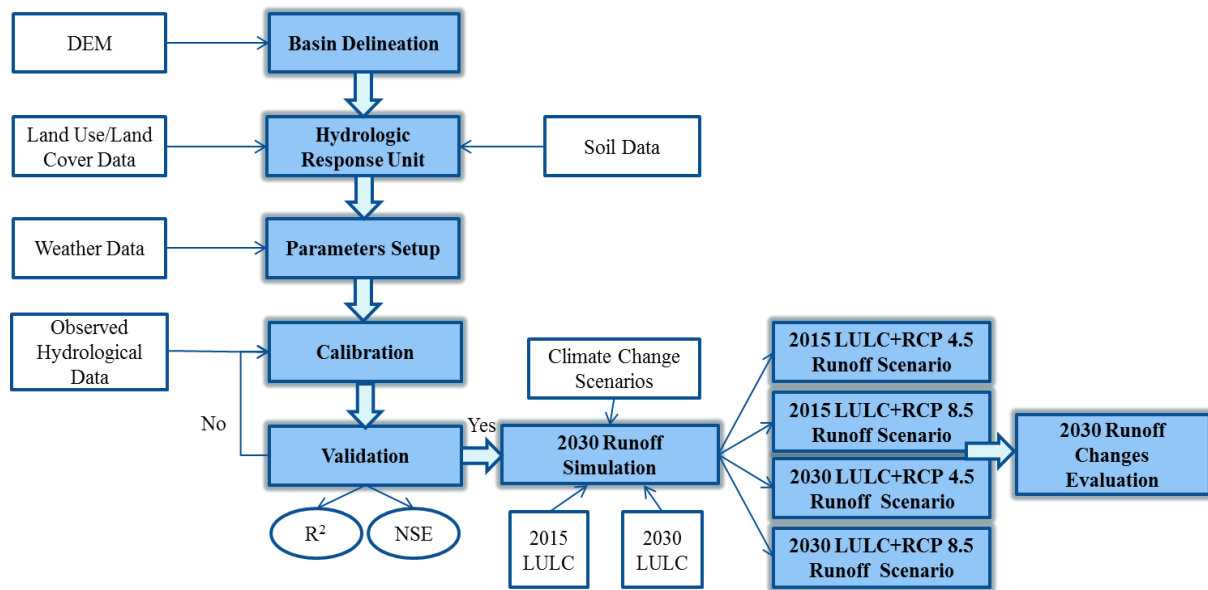 DEM
Basin Delineation
Land Use/Land
Cover Data
Hydrologic
Response Unit
Soil Data
Weather Data
Parameters Setup
Observed
Hydrological
Data
Calibration
No
Validation
Yes
R²
NSE
Climate Change
Scenarios
2030 Runoff
Simulation
2015
LULC
2030
LULC
2015 LULC+RCP 4.5
Runoff Scenario
2015 LULC+RCP 8.5
Runoff Scenario
2030 LULC+RCP 4.5
Runoff Scenario
2030 LULC+RCP 8.5
Runoff Scenario
2030 Runoff
Changes
Evaluation